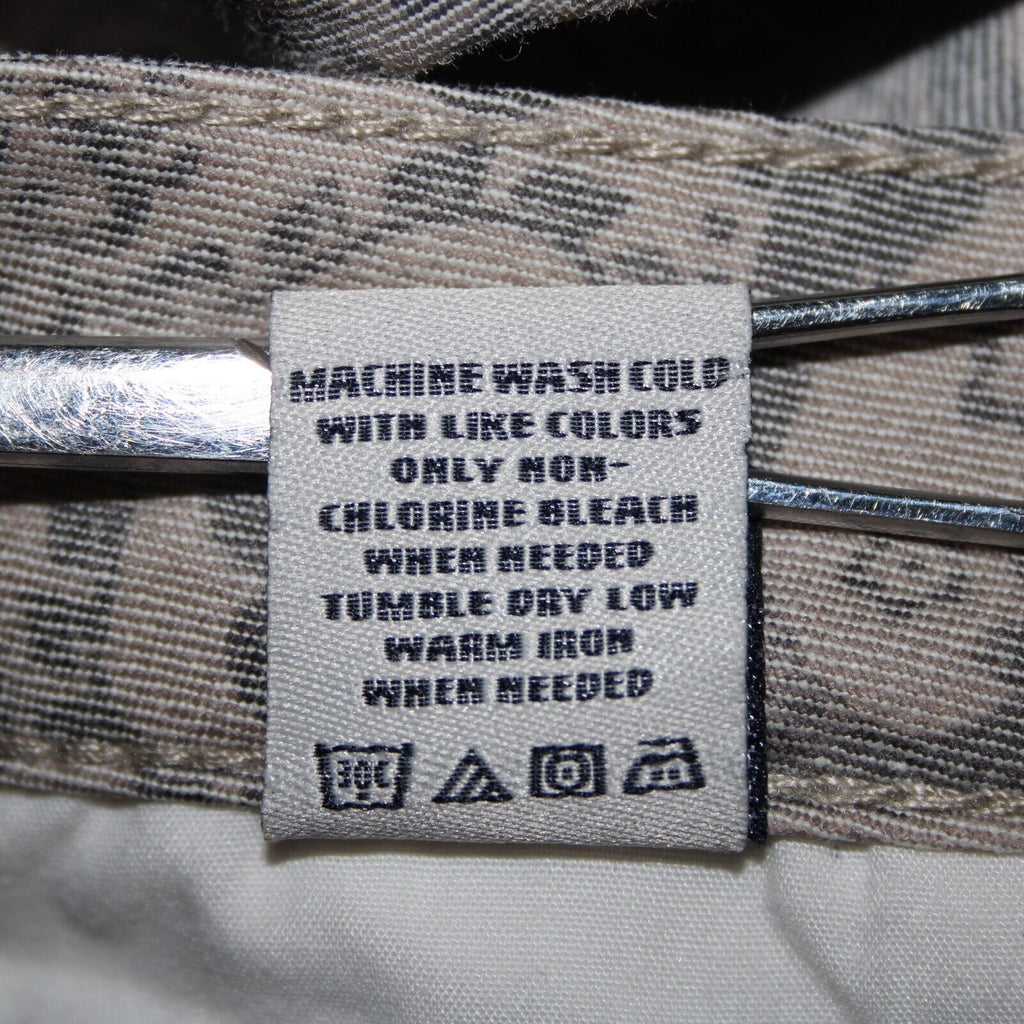 MACHINE WASH COLD
WITH LIKE COLORS
ONLY NON-
CHLORINE BLEACH
WHEN NEEDED
TUMBLE DRY LOW
WARM IRON
WHEN NEEDED
30C